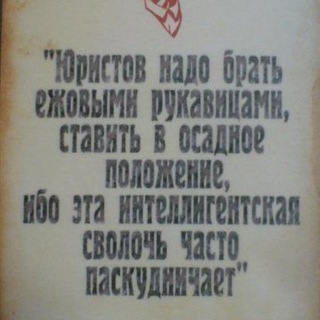 "Юристов надо брать
ежовыми рукавицами,
ставить в осадное
положение,
ибо эта интеллигентская
сволочь часто
паскудничает"